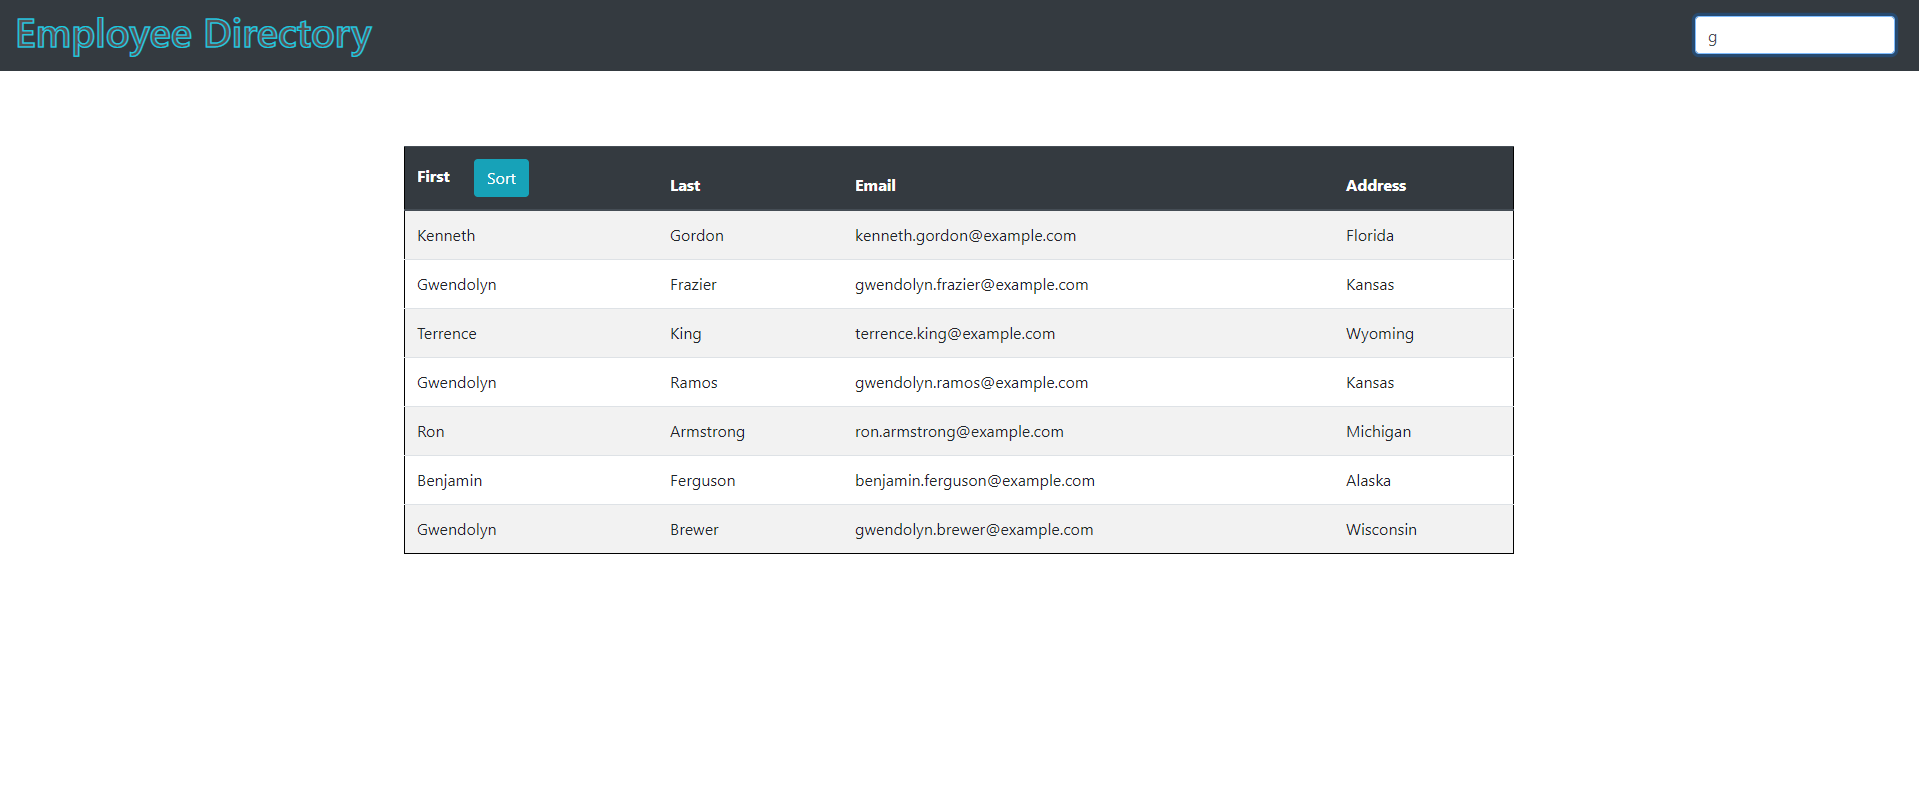 Employee Directory
g
First Sort Last Email Address
Kenneth Gordon kenneth.gordon@example.com Florida
Gwendolyn Frazier gwendolyn.frazier@example.com Kansas
Terrence King terrence.king@example.com Wyoming
Gwendolyn Ramos gwendolyn.ramos@example.com Kansas
Ron Armstrong ron.armstrong@example.com Michigan
Benjamin Ferguson benjamin.ferguson@example.com Alaska
Gwendolyn Brewer gwendolyn.brewer@example.com Wisconsin